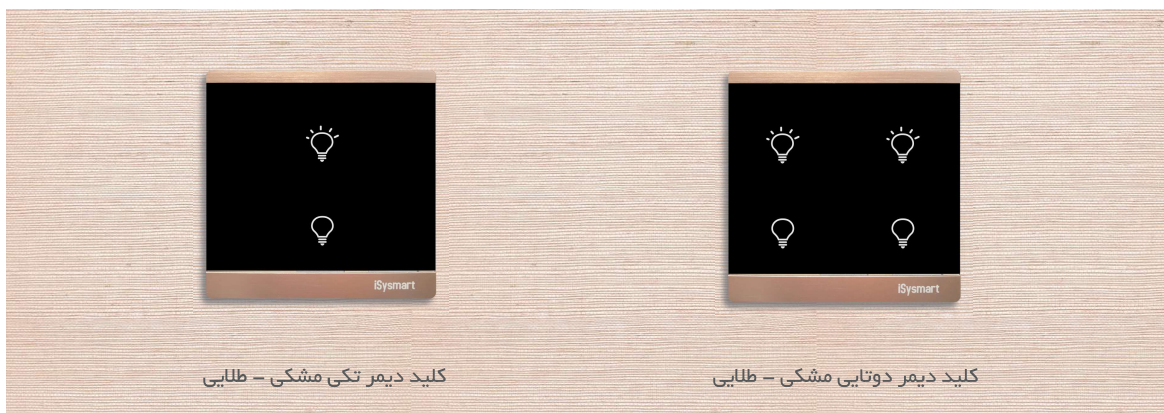 iSysmart
iSysmart
کلید دیمر دوتایی مشکی – طلایی
کلید دیمر تکی مشکی – طلایی